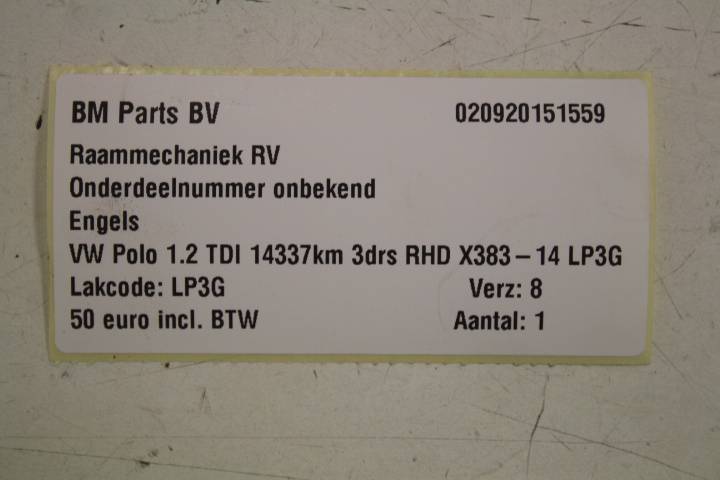 BM Parts BV 020920151559
Raammechaniek RV
Onderdeelnummer onbekend
Engels
VW Polo 1.2 TDI 14337km 3drs RHD X383 – 14 LP3G
Lakcode: LP3G Verz: 8
50 euro incl. BTW Aantal: 1